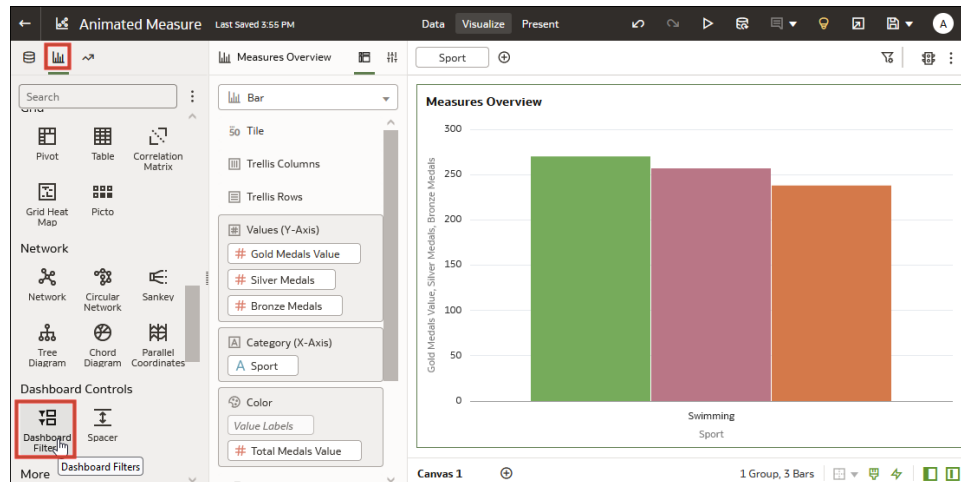 Animated Measure Last Saved 3:55 PM
Data Visualize Present
A
Measures Overview
Sport
Search
Grid
Pivot Table Correlation
Matrix
Grid Heat Picto
Map
Network
Network Circular Sankey
Network
Tree Chord Parallel
Diagram Diagram Coordinates
Dashboard Controls
Dashboard Spacer
Filter
Dashboard Filters
More
Bar
50 Tile
Trellis Columns
Trellis Rows
# Values (Y-Axis)
# Gold Medals Value
# Silver Medals
# Bronze Medals
A Category (X-Axis)
A Sport
Color
Value Labels
# Total Medals Value
Measures Overview
Gold Medals Value, Silver Medals, Bronze Medals
300
250
200
150
100
50
0
Swimming
Sport
Canvas 1
1 Group, 3 Bars